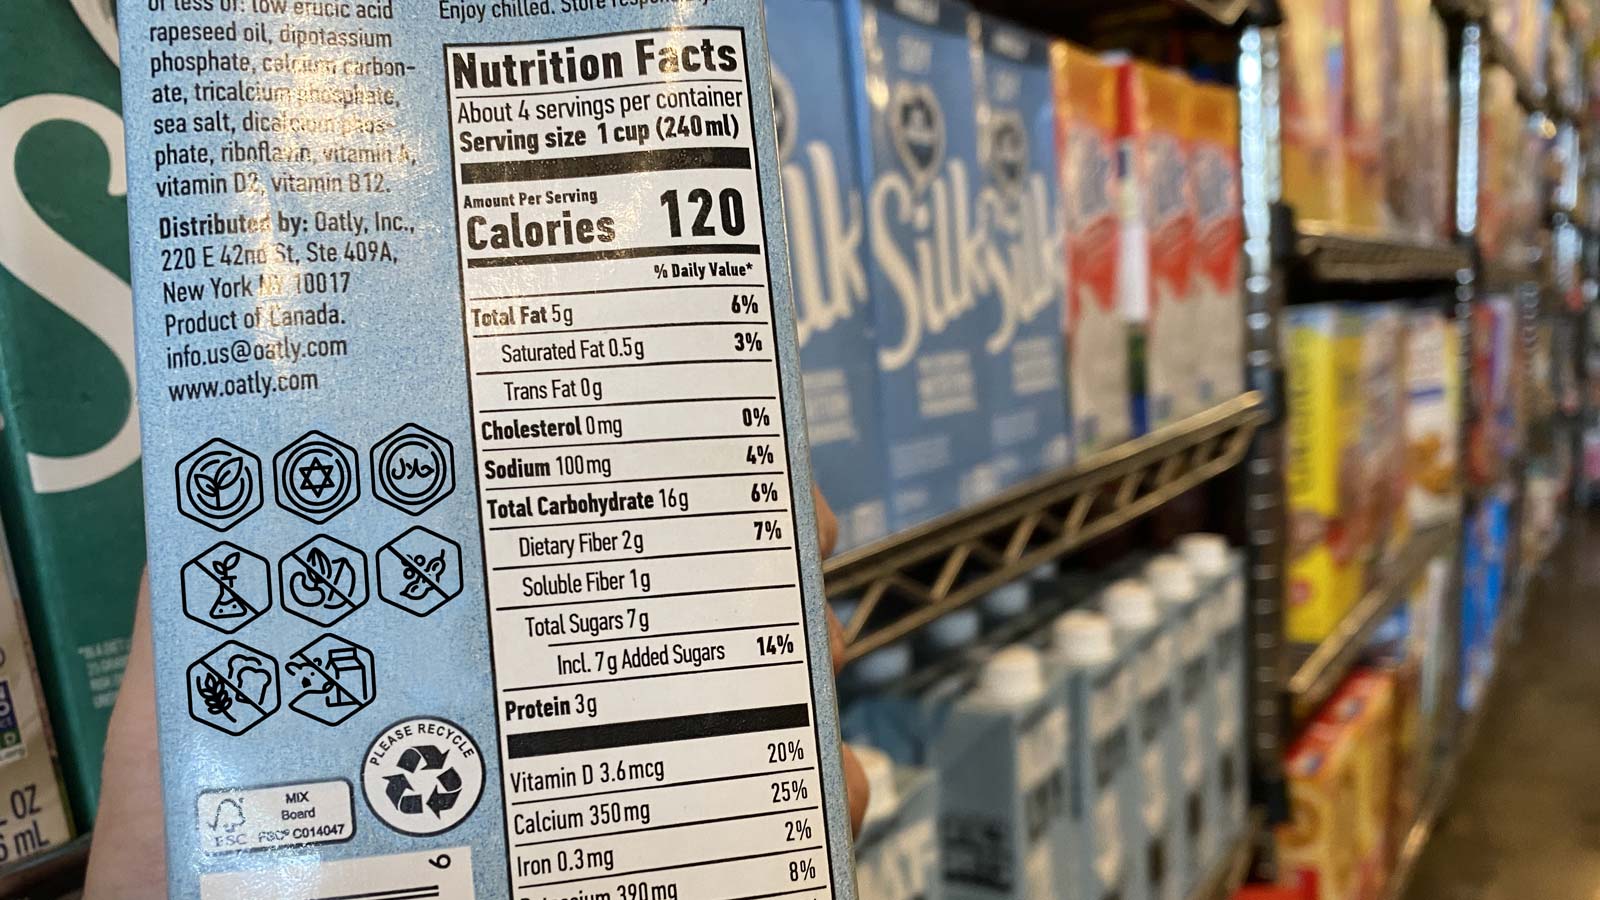 or less of: low erucic acid
rapeseed oil, dipotassium
phosphate, calcium carbon-
ate, tricalcium phosphate,
sea salt, dicalcium phos-
phate, riboflavin, vitamin A,
vitamin D2, vitamin B12.
Distributed by: Oatly, Inc.,
220 E 42nd St, Ste 409A,
New York NY 10017
Product of Canada.
info.us@oatly.com
www.oatly.com
حلال
PLEASE RECYCLE
MIX
Board
FSC FSC® C014047
6
Enjoy chilled. Store
Nutrition Facts
About 4 servings per container
Serving size 1 cup (240 ml)
Amount Per Serving
Calories 120
% Daily Value*
Total Fat 5g 6%
Saturated Fat 0.5g 3%
Trans Fat 0g
Cholesterol 0mg 0%
Sodium 100mg 4%
Total Carbohydrate 16g 6%
Dietary Fiber 2g 7%
Soluble Fiber 1g
Total Sugars 7g
Incl. 7g Added Sugars 14%
Protein 3g
Vitamin D 3.6mcg 20%
Calcium 350mg 25%
Iron 0.3mg 2%
390mg 8%
Silk
Silk
OZ
mL